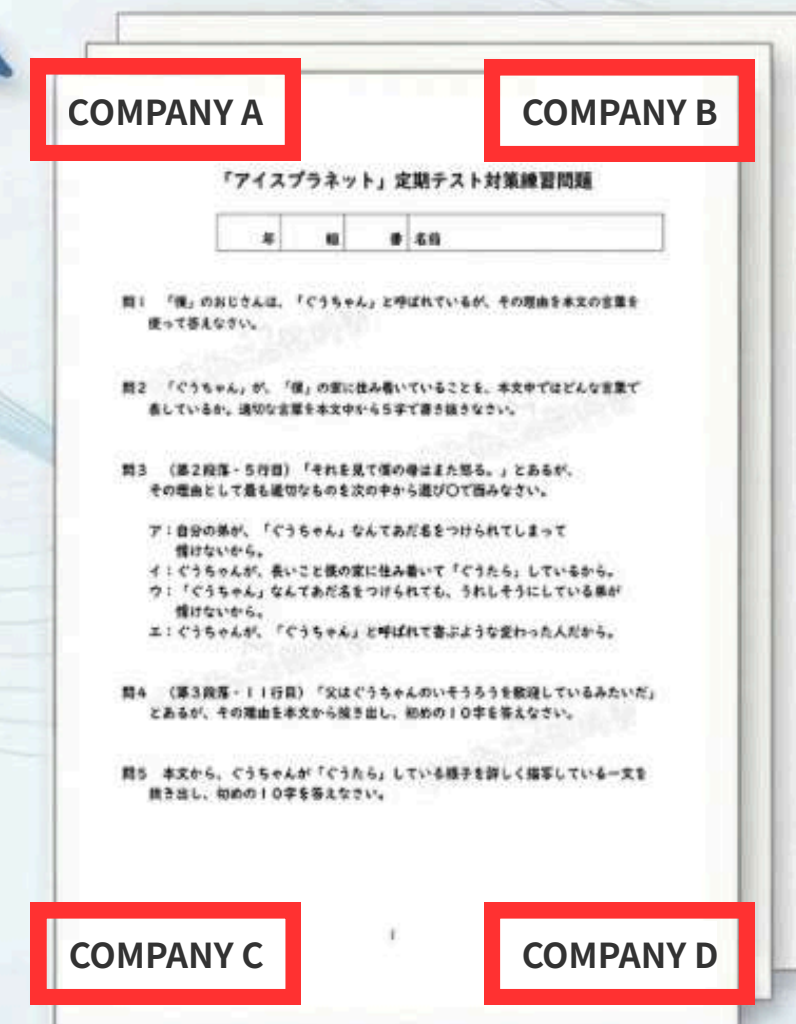 COMPANY A
COMPANY B
「アイスプラネット」定期テスト対策練習問題
年 組 番 名前
問1 「僕」のおじさんは、「ぐうちゃん」と呼ばれているが、その理由を本文の言葉を
使って答えなさい。
問2 「ぐうちゃん」が、「僕」の家に住み着いていることを、本文中ではどんな言葉で
表しているか。適切な言葉を本文中から5字で書き抜きなさい。
問3 （第2段落・5行目）「それを見て僕の母はまた怒る。」とあるが、
その理由として最も適切なものを次の中から選び〇で囲みなさい。
ア：自分の弟が、「ぐうちゃん」なんてあだ名をつけられてしまって
情けないから。
イ：ぐうちゃんが、長いこと僕の家に住み着いて「ぐうたら」しているから。
ウ：「ぐうちゃん」なんてあだ名をつけられても、うれしそうにしている弟が
情けないから。
エ：ぐうちゃんが、「ぐうちゃん」と呼ばれて喜ぶような変わった人だから。
問4 （第3段落・11行目）「父はぐうちゃんのいそうろうを歓迎しているみたいだ」
とあるが、その理由を本文から抜き出し、初めの10字を答えなさい。
問5 本文から、ぐうちゃんが「ぐうたら」している様子を詳しく描写している一文を
抜き出し、初めの10字を答えなさい。
1
COMPANY C
COMPANY D